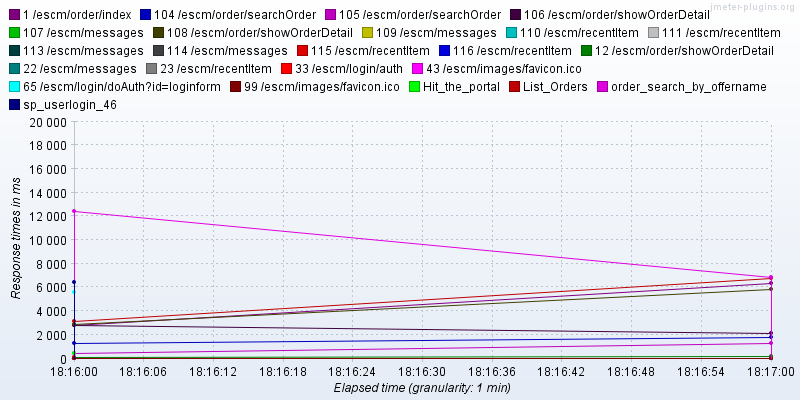 jmeter-plugins.org
1 /escm/order/index 104 /escm/order/searchOrder 105 /escm/order/searchOrder 106 /escm/order/showOrderDetail
107 /escm/messages 108 /escm/order/showOrderDetail 109 /escm/messages 110 /escm/recentItem 111 /escm/recentItem
113 /escm/messages 114 /escm/messages 115 /escm/recentItem 116 /escm/recentItem 12 /escm/order/showOrderDetail
22 /escm/messages 23 /escm/recentItem 33 /escm/login/auth 43 /escm/images/favicon.ico
65 /escm/login/doAuth?id=loginform 99 /escm/images/favicon.ico Hit_the_portal List_Orders order_search_by_offername
sp_userlogin_46
20 000
18 000
16 000
14 000
12 000
10 000
8 000
6 000
4 000
2 000
0
Response times in ms
18:16:00 18:16:06 18:16:12 18:16:18 18:16:24 18:16:30 18:16:36 18:16:42 18:16:48 18:16:54 18:17:00
Elapsed time (granularity: 1 min)